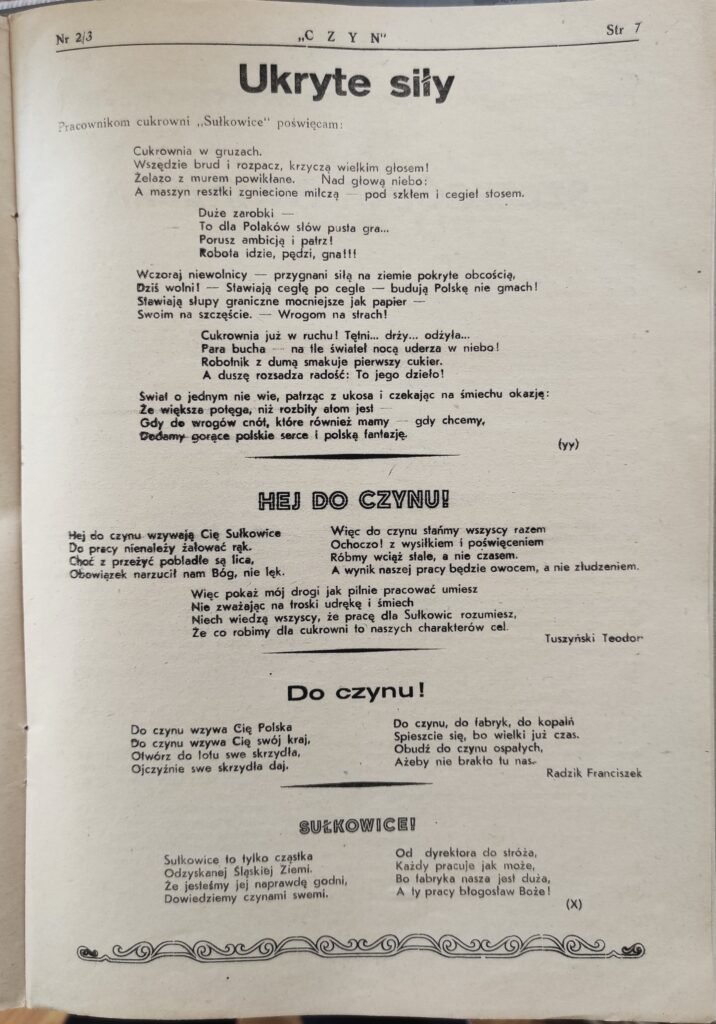 Nr 2/3
„C Z Y N"
Str 7
Ukryte siły
Pracownikom cukrowni „Sułkowice" poświęcam:
Cukrownia w gruzach.
Wszędzie brud i rozpacz, krzyczą wielkim głosem!
Żelazo z murem powikłane. — Nad głową niebo:
A maszyn resztki zgniecione milczą — pod szkłem i cegieł stosem.
Duże zarobki —
To dla Polaków słów pusta gra...
Porusz ambicją i patrz!
Robota idzie, pędzi, gna!!!
Wczoraj niewolnicy — przygnani siłą na ziemie pokryte obcością,
Dziś wolni! — Stawiają cegłę po cegle — budują Polskę nie gmach!
Stawiają słupy graniczne mocniejsze jak papier —
Swoim na szczęście. — Wrogom na strach!
Cukrownia już w ruchu! Tętni... drży... odżyła...
Para bucha — na tle świateł nocą uderza w niebo!
Robotnik z dumą smakuje pierwszy cukier.
A duszę rozsadza radość: To jego dzieło!
Świat o jednym nie wie, patrząc z ukosa i czekając na śmiechu okazję:
Że większa potęga, niż rozbity atom jest —
Gdy do wrogów cnót, które również mamy — gdy chcemy,
Dodamy gorące polskie serce i polską fantazję.
(yy)
HEJ DO CZYNU!
Hej do czynu wzywają Cię Sułkowice
Do pracy nienależy żałować rąk.
Choć z przeżyć pobladłe są lica,
Obowiązek narzucił nam Bóg, nie lęk.
Więc do czynu stańmy wszyscy razem
Ochoczo! z wysiłkiem i poświęceniem
Róbmy wciąż stale, a nie czasem.
A wynik naszej pracy będzie owocem, a nie złudzeniem.
Więc pokaż mój drogi jak pilnie pracować umiesz
Nie zważając na troski udrękę i śmiech
Niech wiedzą wszyscy, że pracę dla Sułkowic rozumiesz,
Że co robimy dla cukrowni to naszych charakterów cel.
Tuszyński Teodor
Do czynu!
Do czynu wzywa Cię Polska
Do czynu wzywa Cię swój kraj,
Otwórz do lotu swe skrzydła,
Ojczyźnie swe skrzydła daj.
Do czynu, do fabryk, do kopalń
Spieszcie się, bo wielki już czas.
Obudź do czynu ospałych,
Ażeby nie brakło tu nas.
Radzik Franciszek
SUŁKOWICE!
Sułkowice to tylko cząstka
Odzyskanej Śląskiej Ziemi.
Że jesteśmy jej naprawdę godni,
Dowiedziemy czynami swemi.
Od dyrektora do stróża,
Każdy pracuje jak może,
Bo fabryka nasza jest duża,
A ty pracy błogosław Boże!
(X)